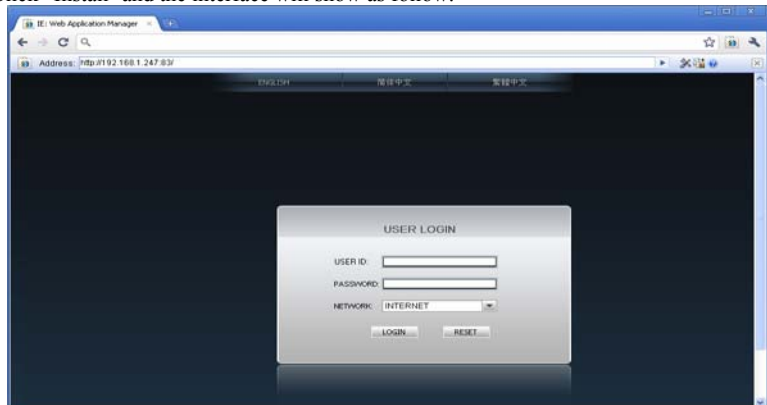 click "Install" and the interface will show as follow:
IE: Web Application Manager
Address: http://192.168.1.247:83/
ENGLISH 简体中文 繁體中文
USER LOGIN
USER ID:
PASSWORD:
NETWORK: INTERNET
LOGIN RESET